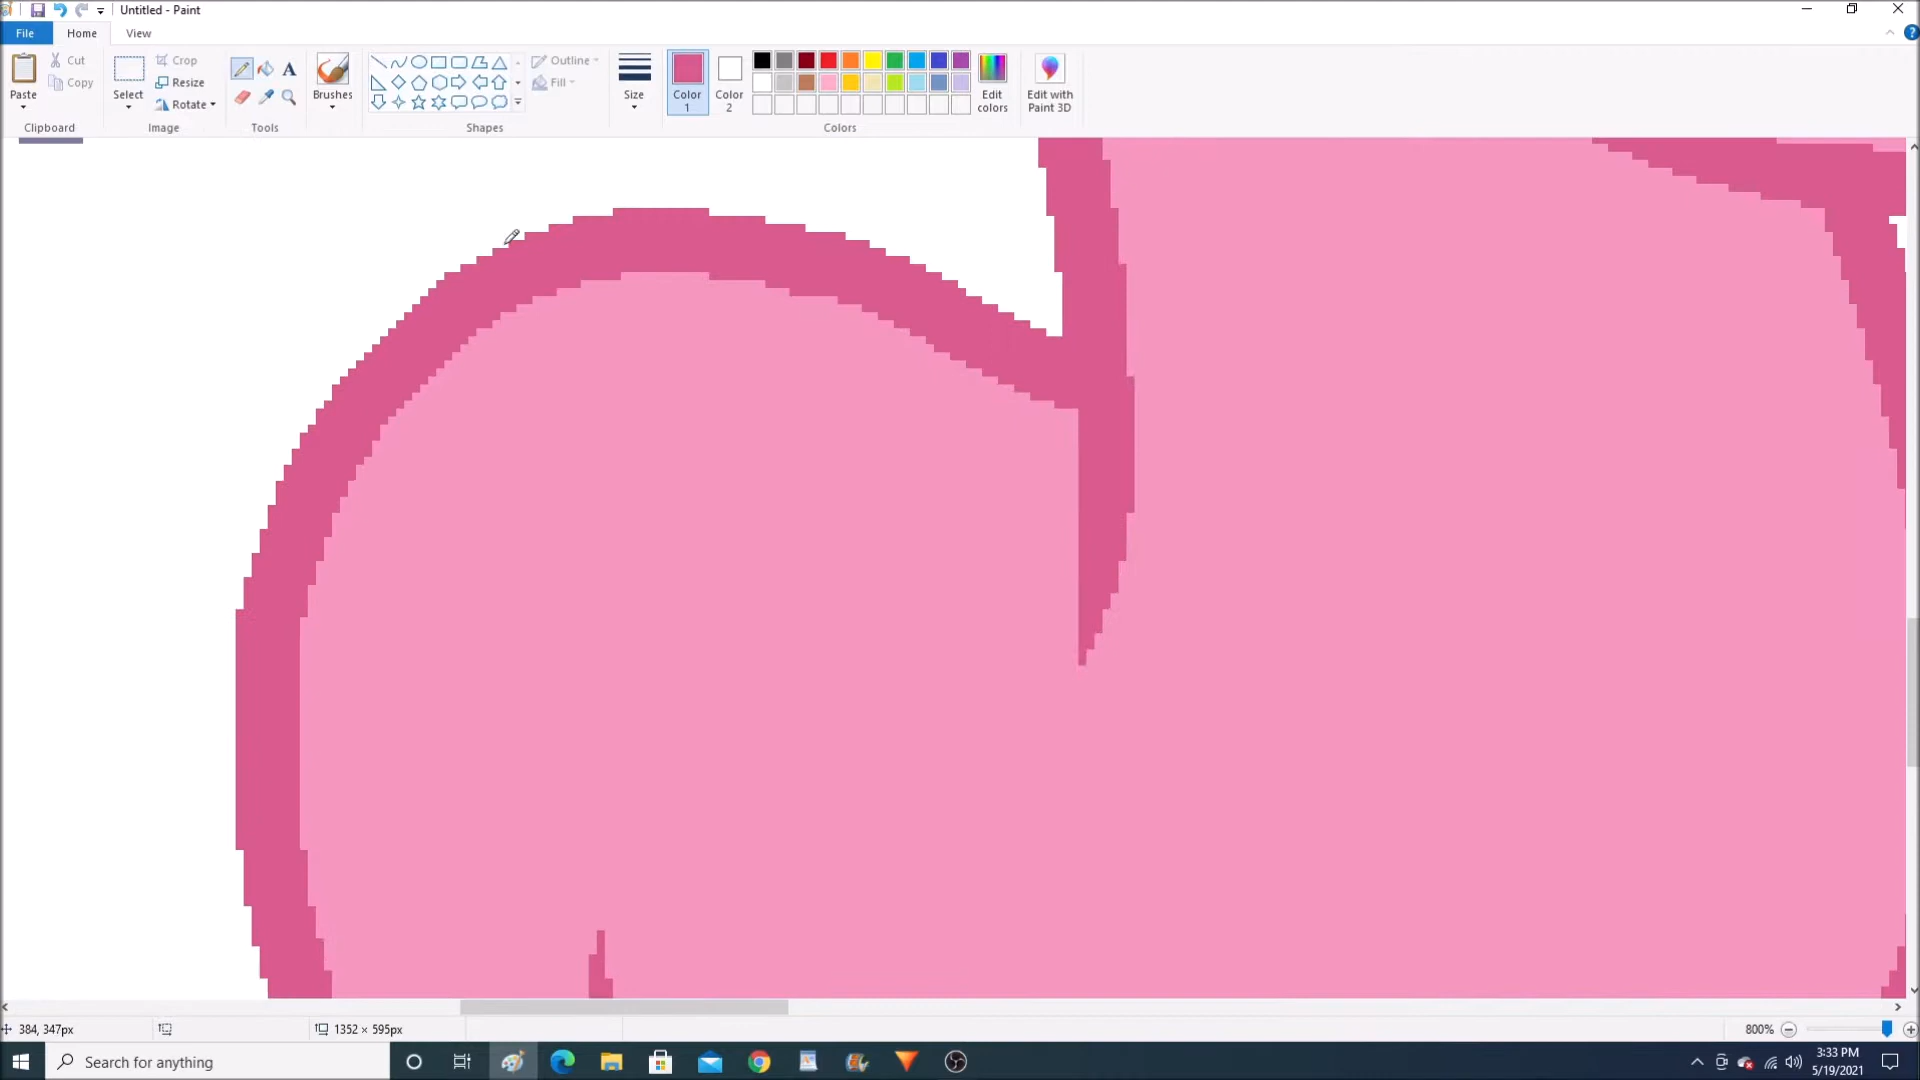 Untitled - Paint
File
Home
View
Paste
Cut
Copy
Clipboard
Select
Crop
Resize
Rotate
Image
A
Tools
Brushes
Outline
Fill
Shapes
Size
Color 1
Color 2
Edit colors
Colors
Edit with Paint 3D
384, 347px
1352 × 595px
800%
Search for anything
3:33 PM
5/19/2021